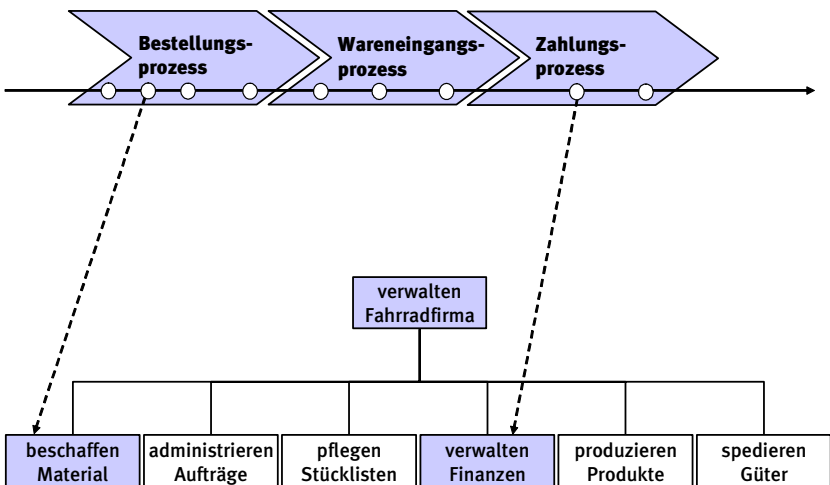 Bestellungs-
prozess
Wareneingangs-
prozess
Zahlungs-
prozess
verwalten
Fahrradfirma
beschaffen
Material
administrieren
Aufträge
pflegen
Stücklisten
verwalten
Finanzen
produzieren
Produkte
spedieren
Güter